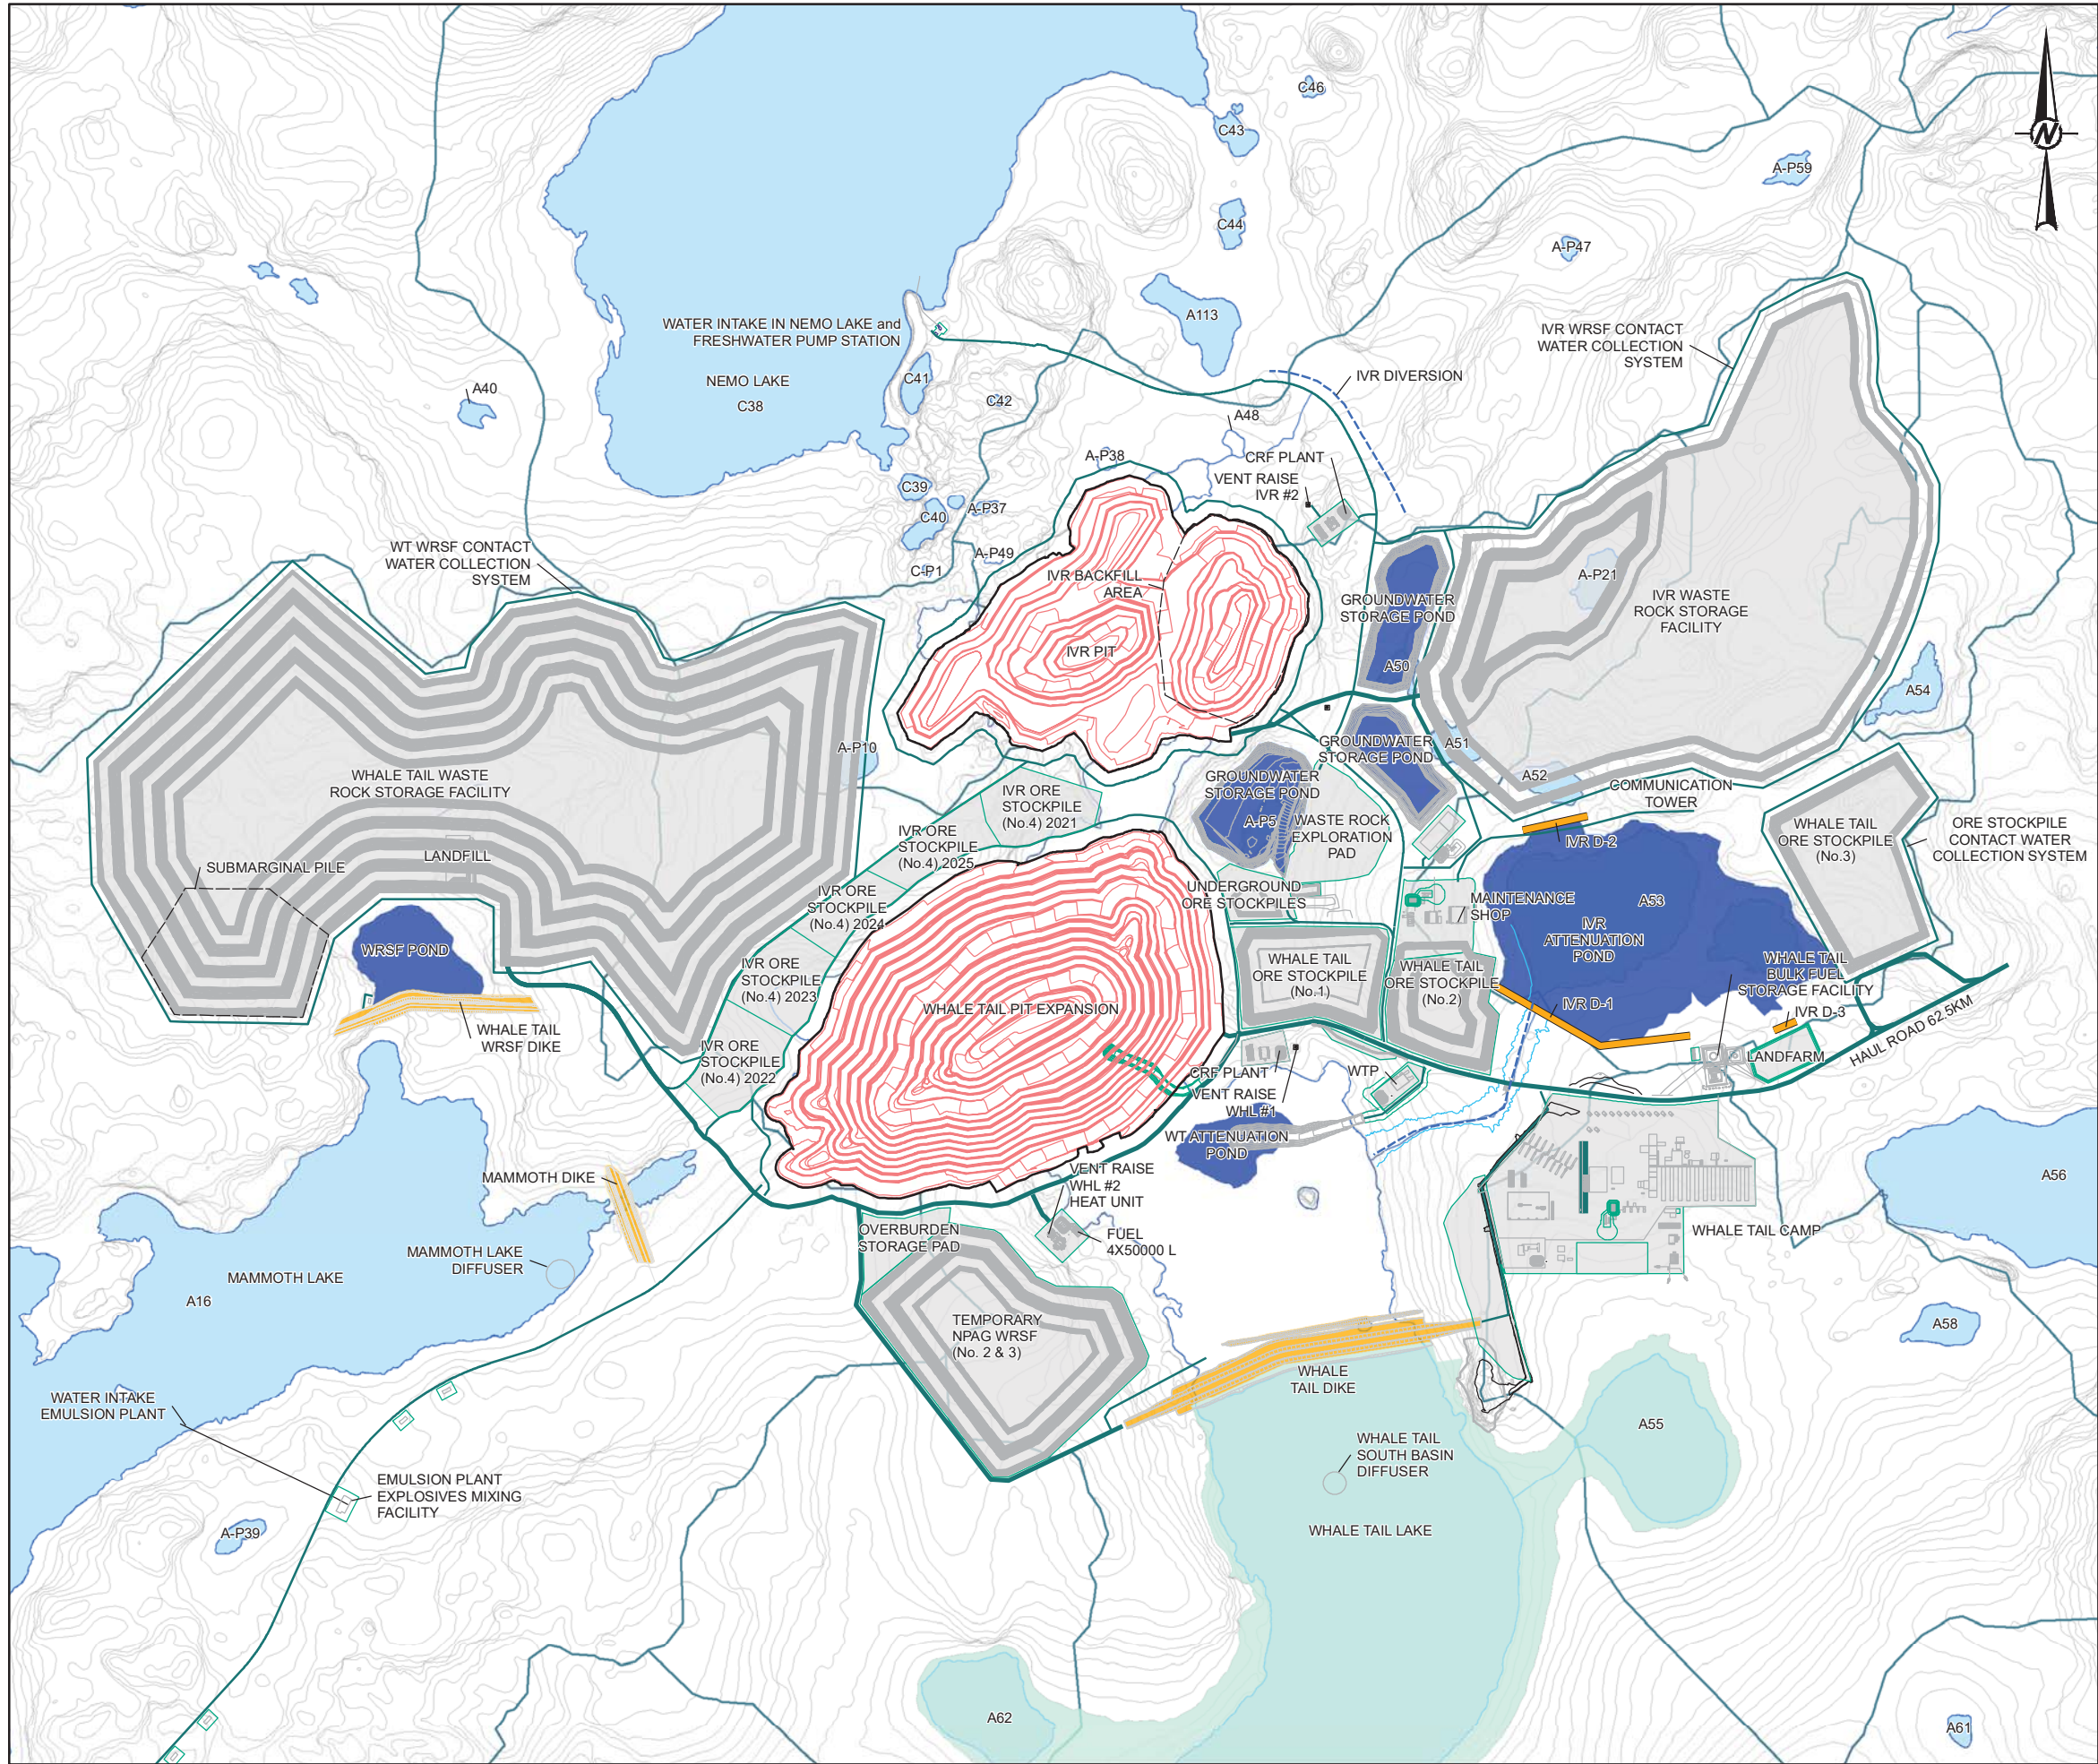 C46
C43
N
A-P59
C44
A-P47
A113
WATER INTAKE IN NEMO LAKE and
FRESHWATER PUMP STATION
IVR WRSF CONTACT
WATER COLLECTION
SYSTEM
NEMO LAKE
C38
C41
IVR DIVERSION
A40
C42
A48
A-P38
CRF PLANT
VENT RAISE
IVR #2
C39
C40
A-P37
WT WRSF CONTACT
WATER COLLECTION
SYSTEM
A-P49
C-P1
IVR BACKFILL
AREA
A-P21
GROUNDWATER
STORAGE POND
IVR WASTE
ROCK STORAGE
FACILITY
IVR PIT
A50
A54
A-P10
GROUNDWATER
STORAGE POND
A51
WHALE TAIL WASTE
ROCK STORAGE FACILITY
GROUNDWATER
STORAGE POND
A52
COMMUNICATION
TOWER
IVR ORE
STOCKPILE
(No.4) 2021
A-P5
WASTE ROCK
EXPLORATION
PAD
IVR D-2
WHALE TAIL
ORE STOCKPILE
(No.3)
ORE STOCKPILE
CONTACT WATER
COLLECTION SYSTEM
IVR ORE
STOCKPILE
(No.4) 2025
LANDFILL
SUBMARGINAL PILE
IVR ORE
STOCKPILE
(No.4) 2024
UNDERGROUND
ORE STOCKPILES
MAINTENANCE
SHOP
A53
IVR
ATTENUATION
POND
WRSF POND
IVR ORE
STOCKPILE
(No.4) 2023
WHALE TAIL
ORE STOCKPILE
(No.1)
WHALE TAIL
ORE STOCKPILE
(No.2)
WHALE TAIL
BULK FUEL
STORAGE FACILITY
WHALE TAIL PIT EXPANSION
IVR D-1
IVR D-3
WHALE TAIL
WRSF DIKE
HAUL ROAD 62.5KM
IVR ORE
STOCKPILE
(No.4) 2022
LANDFARM
CRF PLANT
WTP
VENT RAISE
WHL #1
WT ATTENUATION
POND
MAMMOTH DIKE
VENT RAISE
WHL #2
HEAT UNIT
A56
OVERBURDEN
STORAGE PAD
FUEL
4X50000 L
WHALE TAIL CAMP
MAMMOTH LAKE
DIFFUSER
MAMMOTH LAKE
A16
TEMPORARY
NPAG WRSF
(No. 2 & 3)
A58
WHALE
TAIL DIKE
WATER INTAKE
EMULSION PLANT
A55
WHALE TAIL
SOUTH BASIN
DIFFUSER
EMULSION PLANT
EXPLOSIVES MIXING
FACILITY
A-P39
WHALE TAIL LAKE
A62
A61